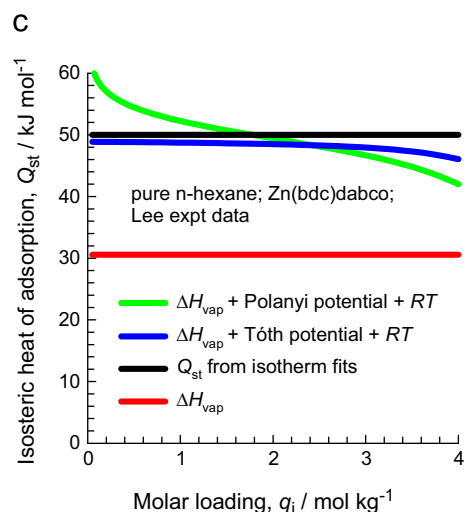 c
Isosteric heat of adsorption, Qst / kJ mol⁻¹
60
50
40
30
20
10
0
pure n-hexane; Zn(bdc)dabco;
Lee expt data
ΔHvap + Polanyi potential + RT
ΔHvap + Tóth potential + RT
Qst from isotherm fits
ΔHvap
0 1 2 3 4
Molar loading, qi / mol kg⁻¹